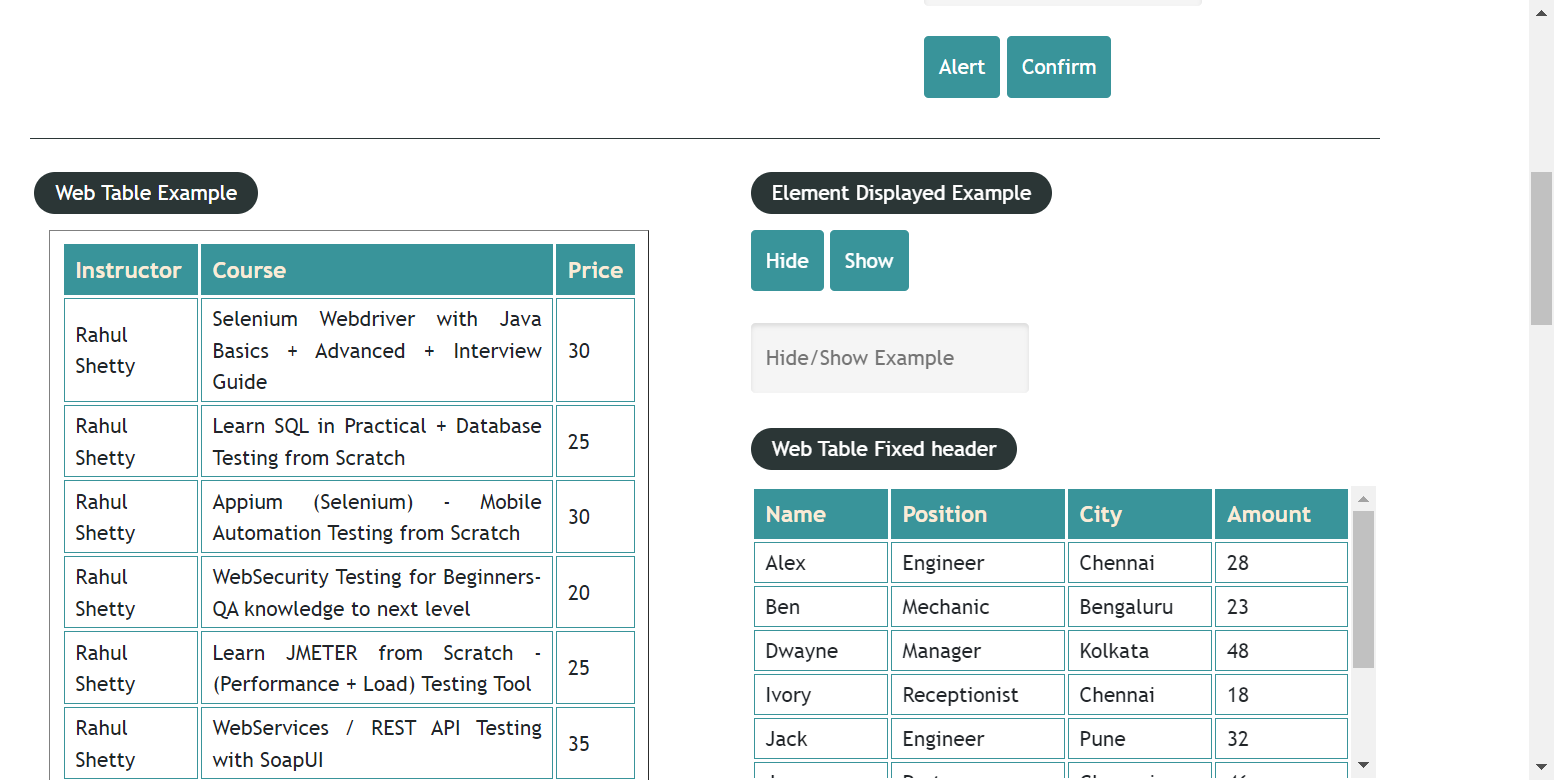 Alert Confirm
Web Table Example
Instructor Course Price
Rahul Shetty
Selenium Webdriver with Java
Basics + Advanced + Interview
Guide
30
Rahul Shetty
Learn SQL in Practical + Database
Testing from Scratch
25
Rahul Shetty
Appium (Selenium) - Mobile
Automation Testing from Scratch
30
Rahul Shetty
WebSecurity Testing for Beginners-
QA knowledge to next level
20
Rahul Shetty
Learn JMETER from Scratch -
(Performance + Load) Testing Tool
25
Rahul Shetty
WebServices / REST API Testing
with SoapUI
35
Element Displayed Example
Hide Show
Hide/Show Example
Web Table Fixed header
Name Position City Amount
Alex Engineer Chennai 28
Ben Mechanic Bengaluru 23
Dwayne Manager Kolkata 48
Ivory Receptionist Chennai 18
Jack Engineer Pune 32